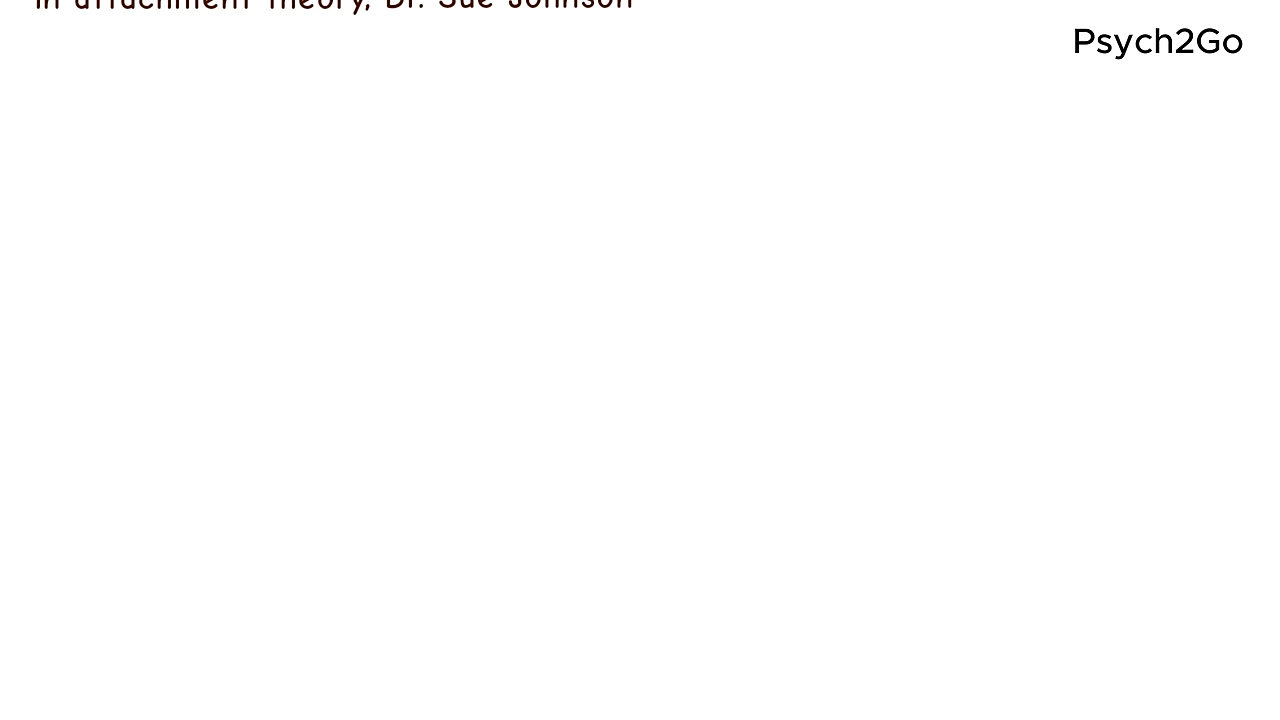 in attachment theory, Dr. Sue Johnson
Psych2Go